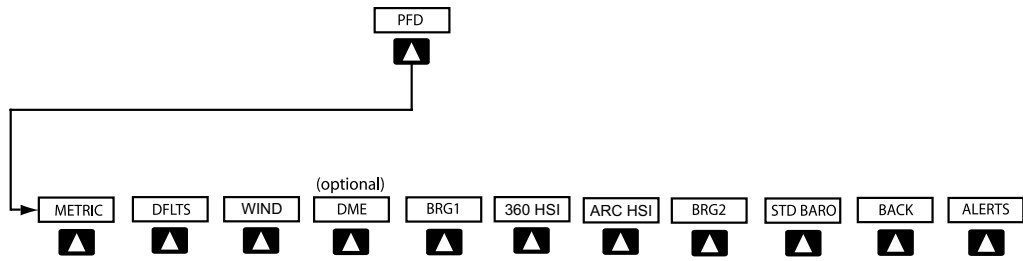 PFD
(optional)
METRIC DFLTS WIND DME BRG1 360 HSI ARC HSI BRG2 STD BARO BACK ALERTS